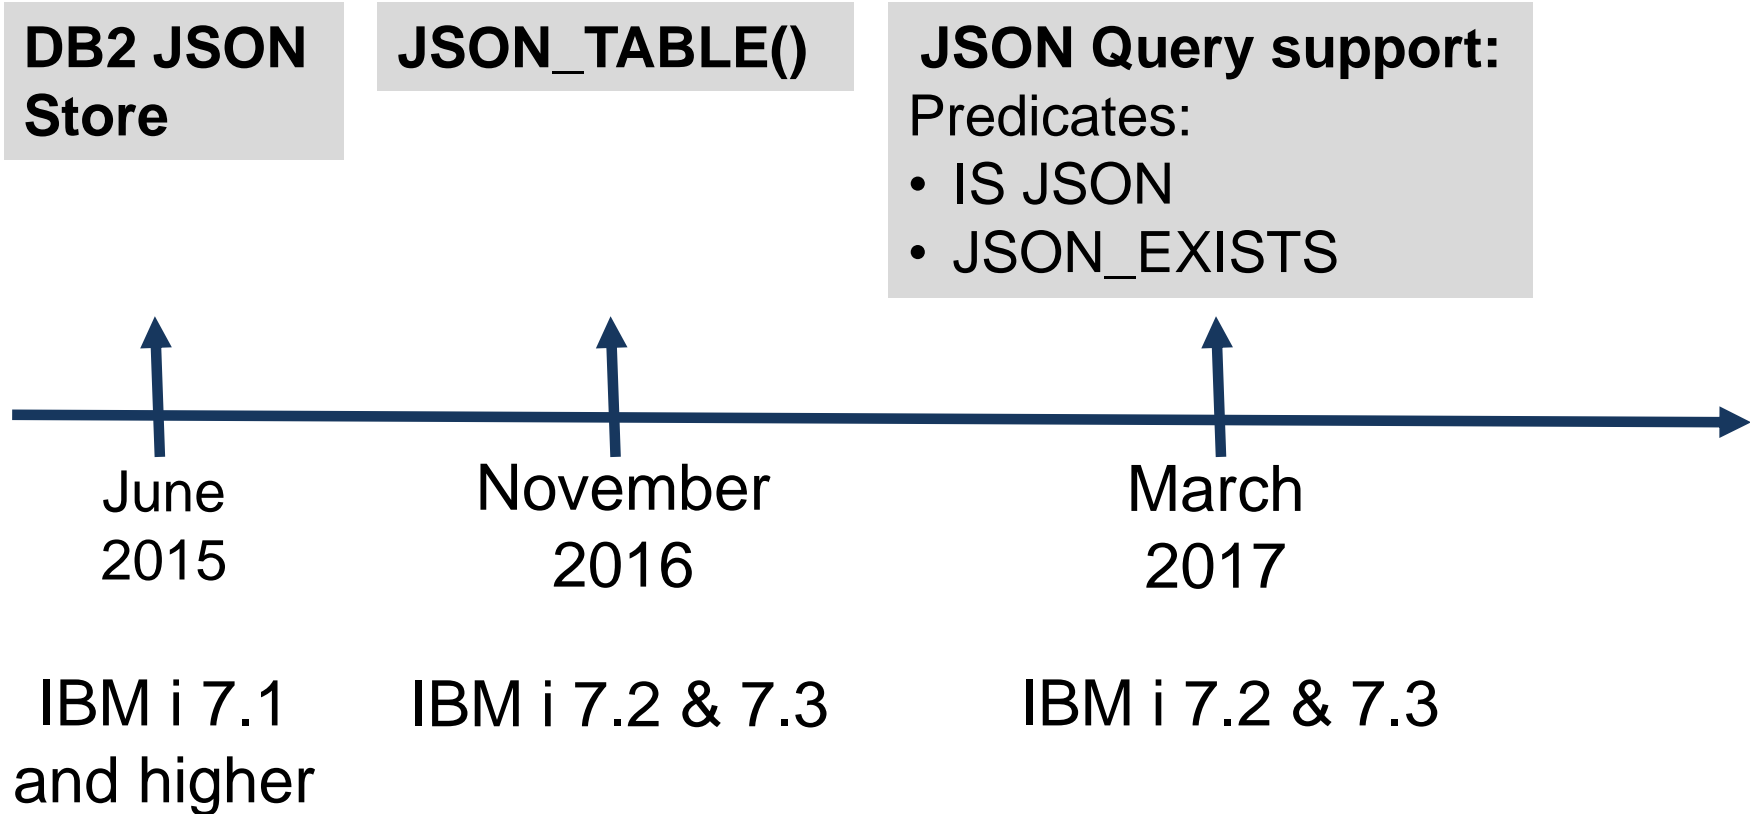 DB2 JSON
Store
JSON_TABLE()
JSON Query support:
Predicates:
• IS JSON
• JSON_EXISTS
June
2015
November
2016
March
2017
IBM i 7.1
and higher
IBM i 7.2 & 7.3
IBM i 7.2 & 7.3